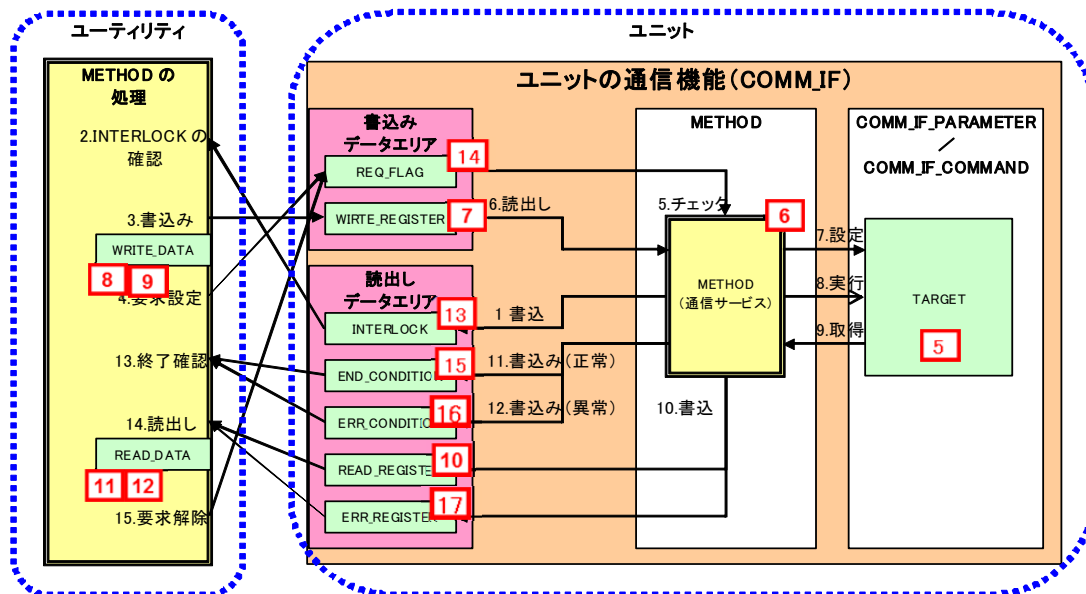 ユーティリティ
METHOD の
処理
2.INTERLOCK の
確認
3.書込み
WRITE_DATA
8
9
4.要求設定
13.終了確認
14.読出し
READ_DATA
11
12
15.要求解除
ユニット
ユニットの通信機能(COMM_IF)
書込み
データエリア
REQ_FLAG
14
WIRTE_REGISTER
7
読出し
データエリア
INTERLOCK
13
END_CONDITION
15
ERR_CONDITION
16
READ_REGISTER
10
ERR_REGISTER
17
6.読出し
1 書込
11.書込み(正常)
12.書込み(異常)
METHOD
5.チェック
6
METHOD
(通信サービス)
10.書込
7.設定
8.実行
9.取得
COMM_IF_PARAMETER
/
COMM_IF_COMMAND
TARGET
5